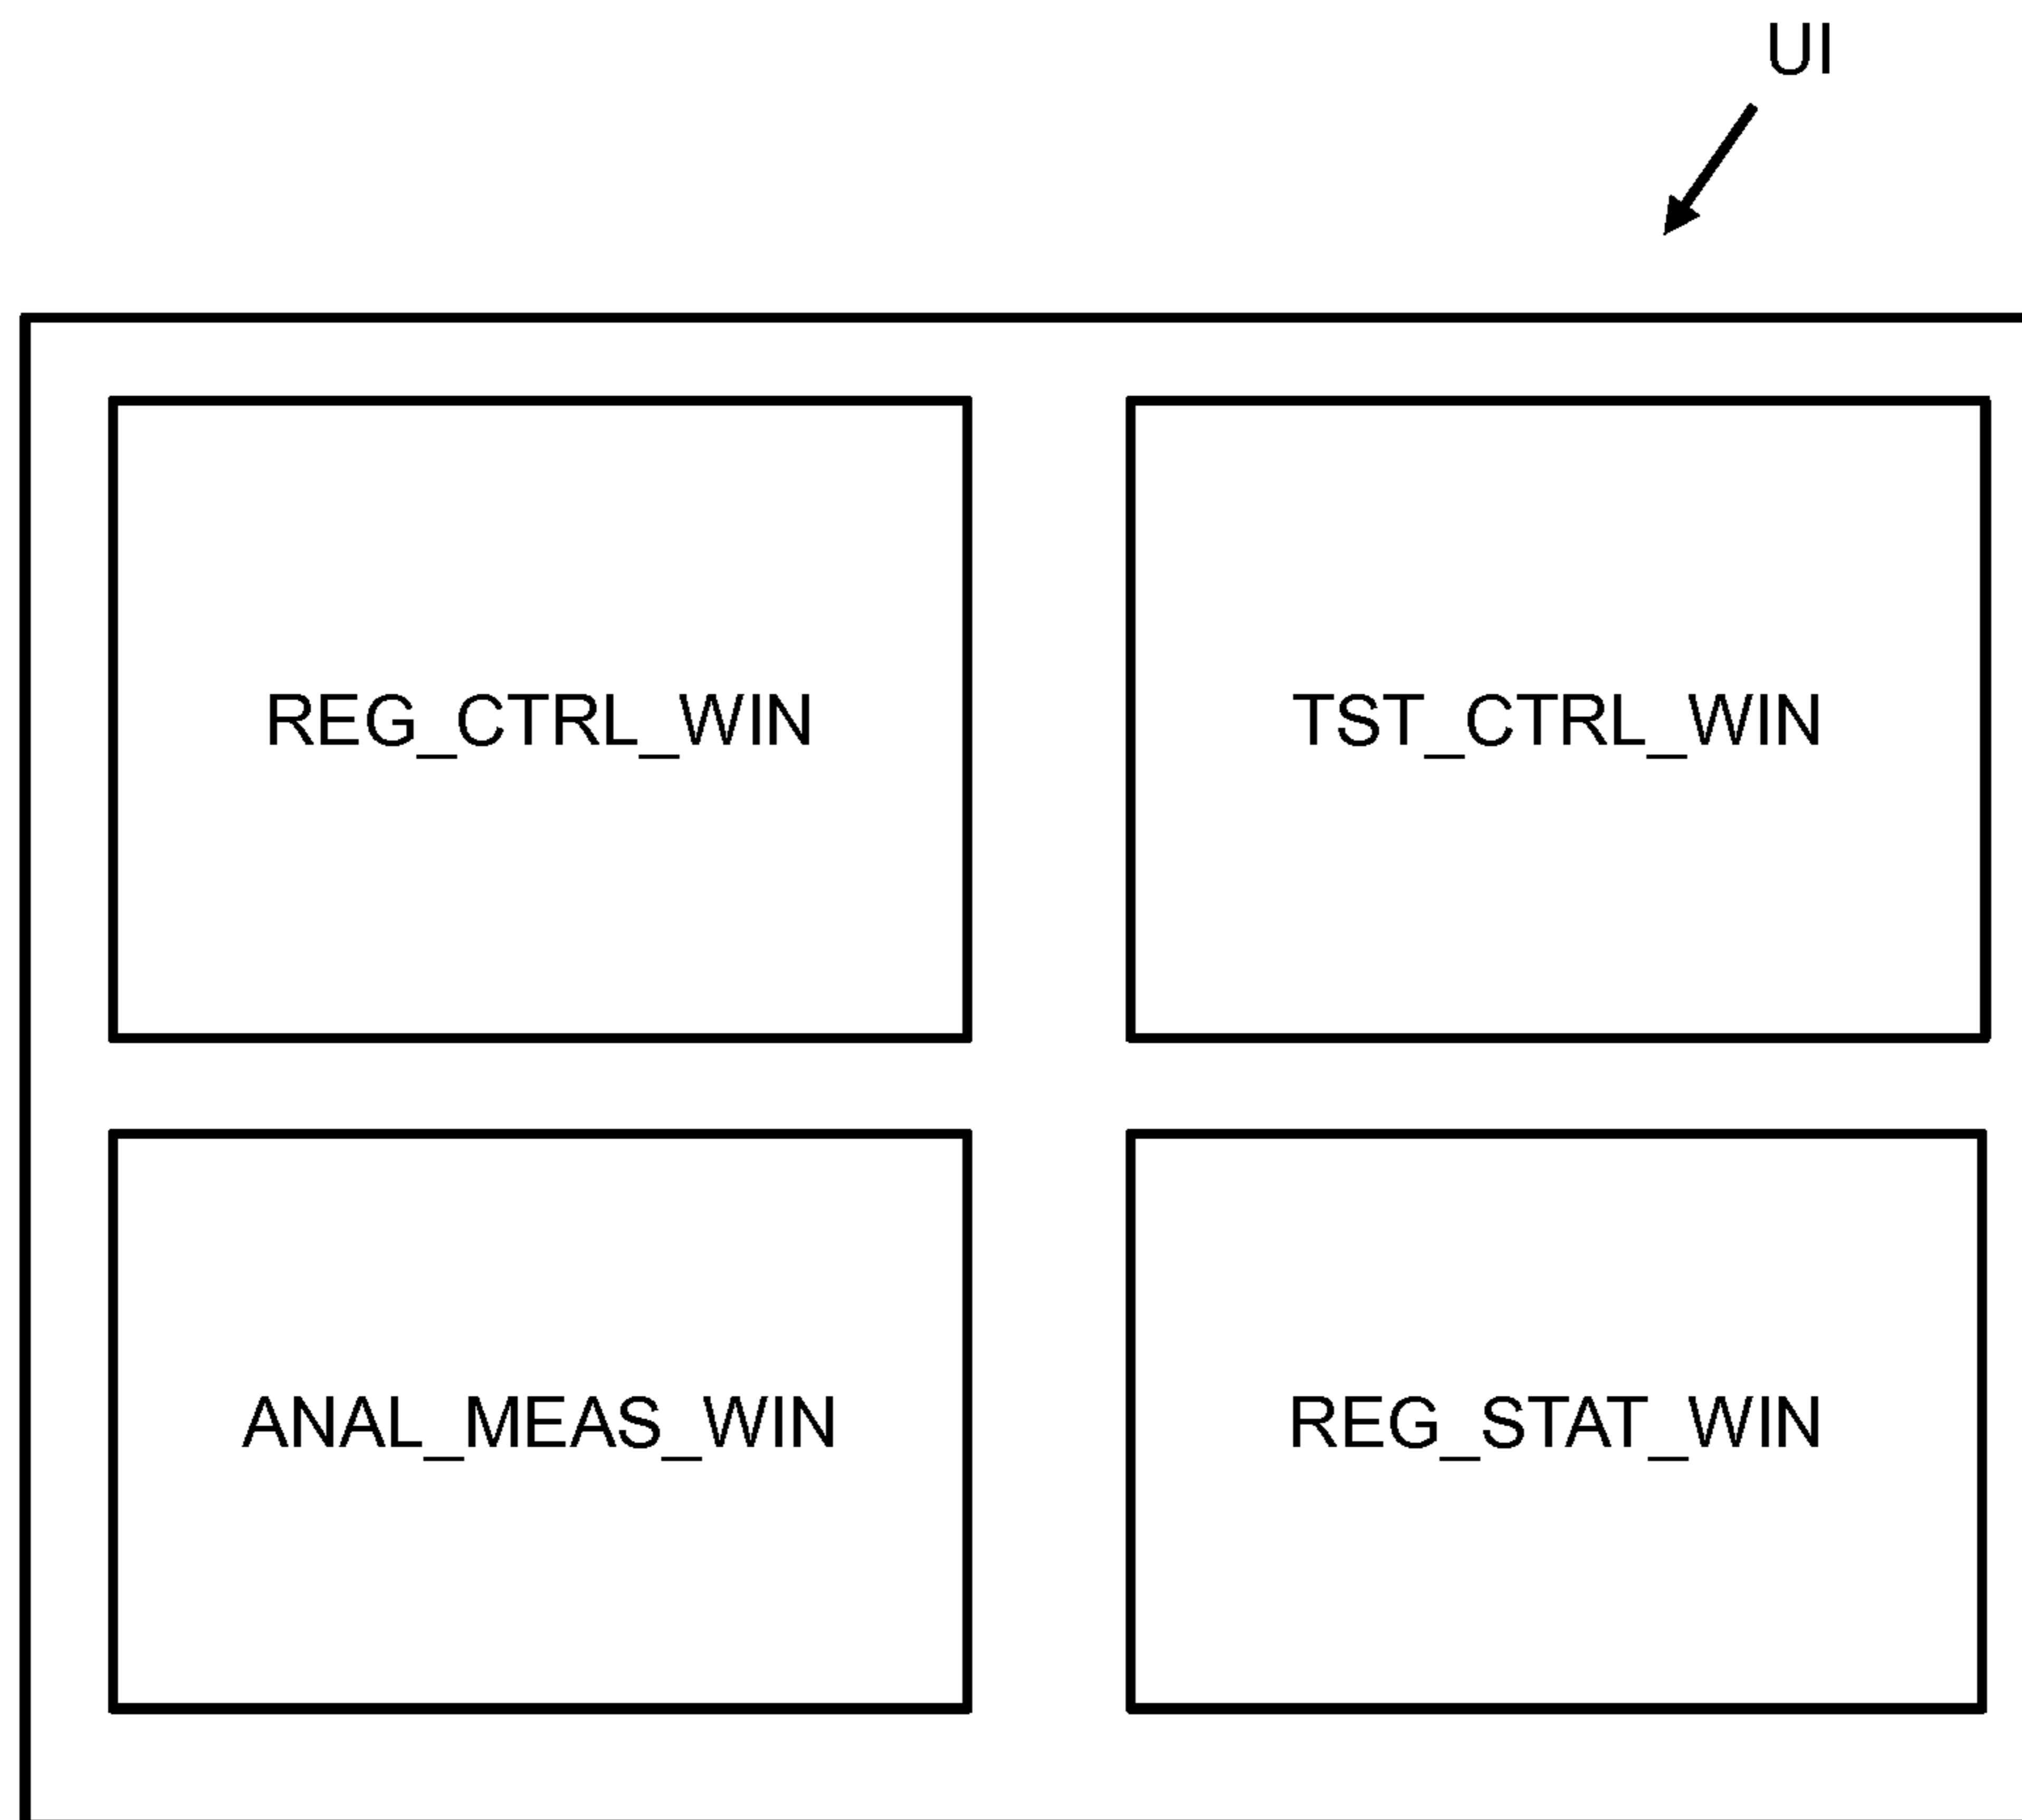 UI
REG_CTRL_WIN
TST_CTRL_WIN
ANAL_MEAS_WIN
REG_STAT_WIN